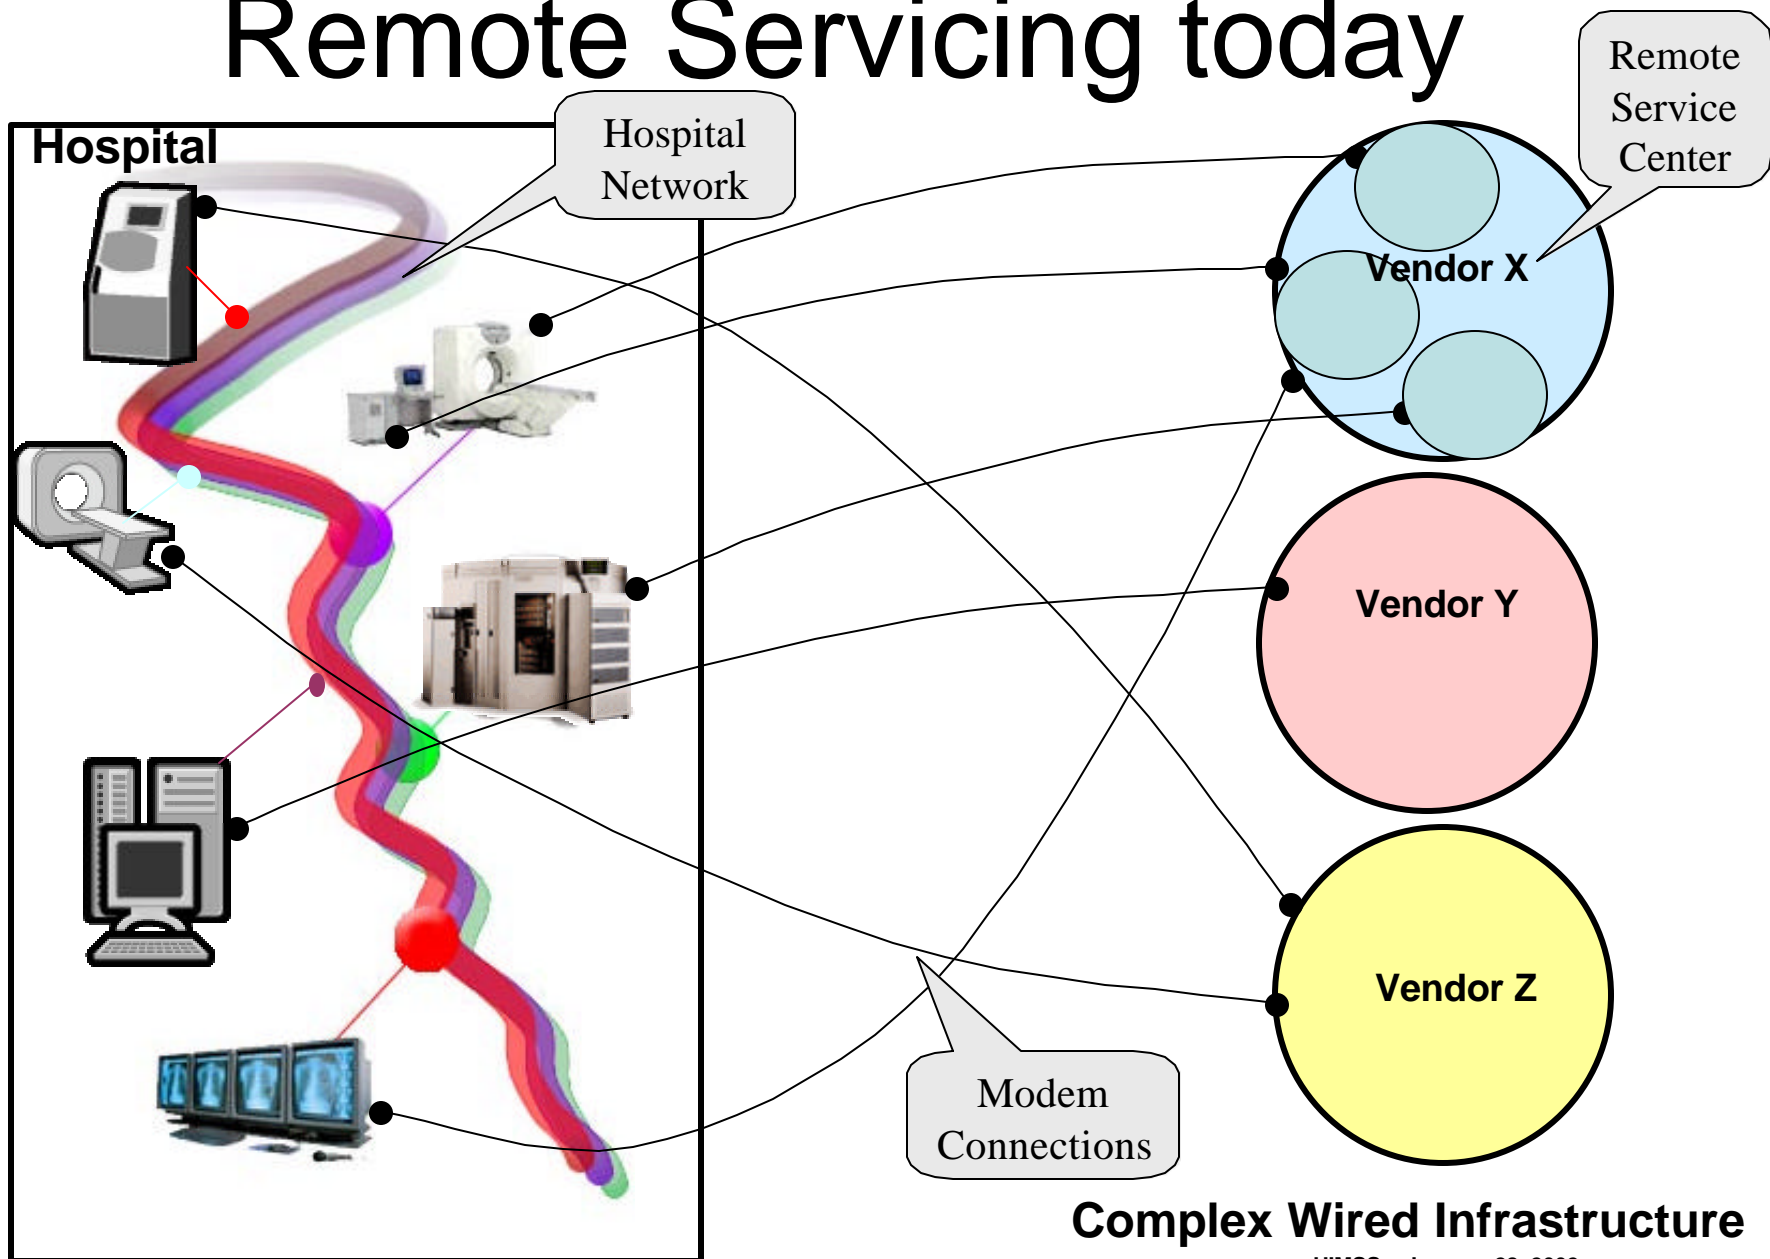 Remote Servicing today
Remote
Service
Center
Hospital
Hospital
Network
Vendor X
Vendor Y
Vendor Z
Modem
Connections
Complex Wired Infrastructure